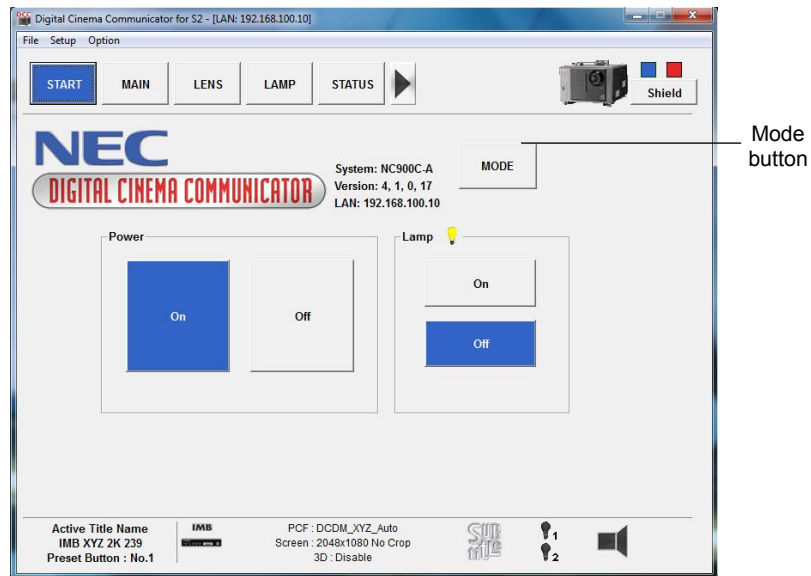 Digital Cinema Communicator for S2 - [LAN: 192.168.100.10]
File Setup Option
START MAIN LENS LAMP STATUS
Shield
Mode button
NEC
DIGITAL CINEMA COMMUNICATOR
System: NC900C-A
Version: 4, 1, 0, 17
LAN: 192.168.100.10
MODE
Power
On Off
Lamp
On
Off
Active Title Name
IMB XYZ 2K 239
Preset Button : No.1
IMB
PCF : DCDM_XYZ_Auto
Screen : 2048x1080 No Crop
3D : Disable
SUB
TITLE
1
2